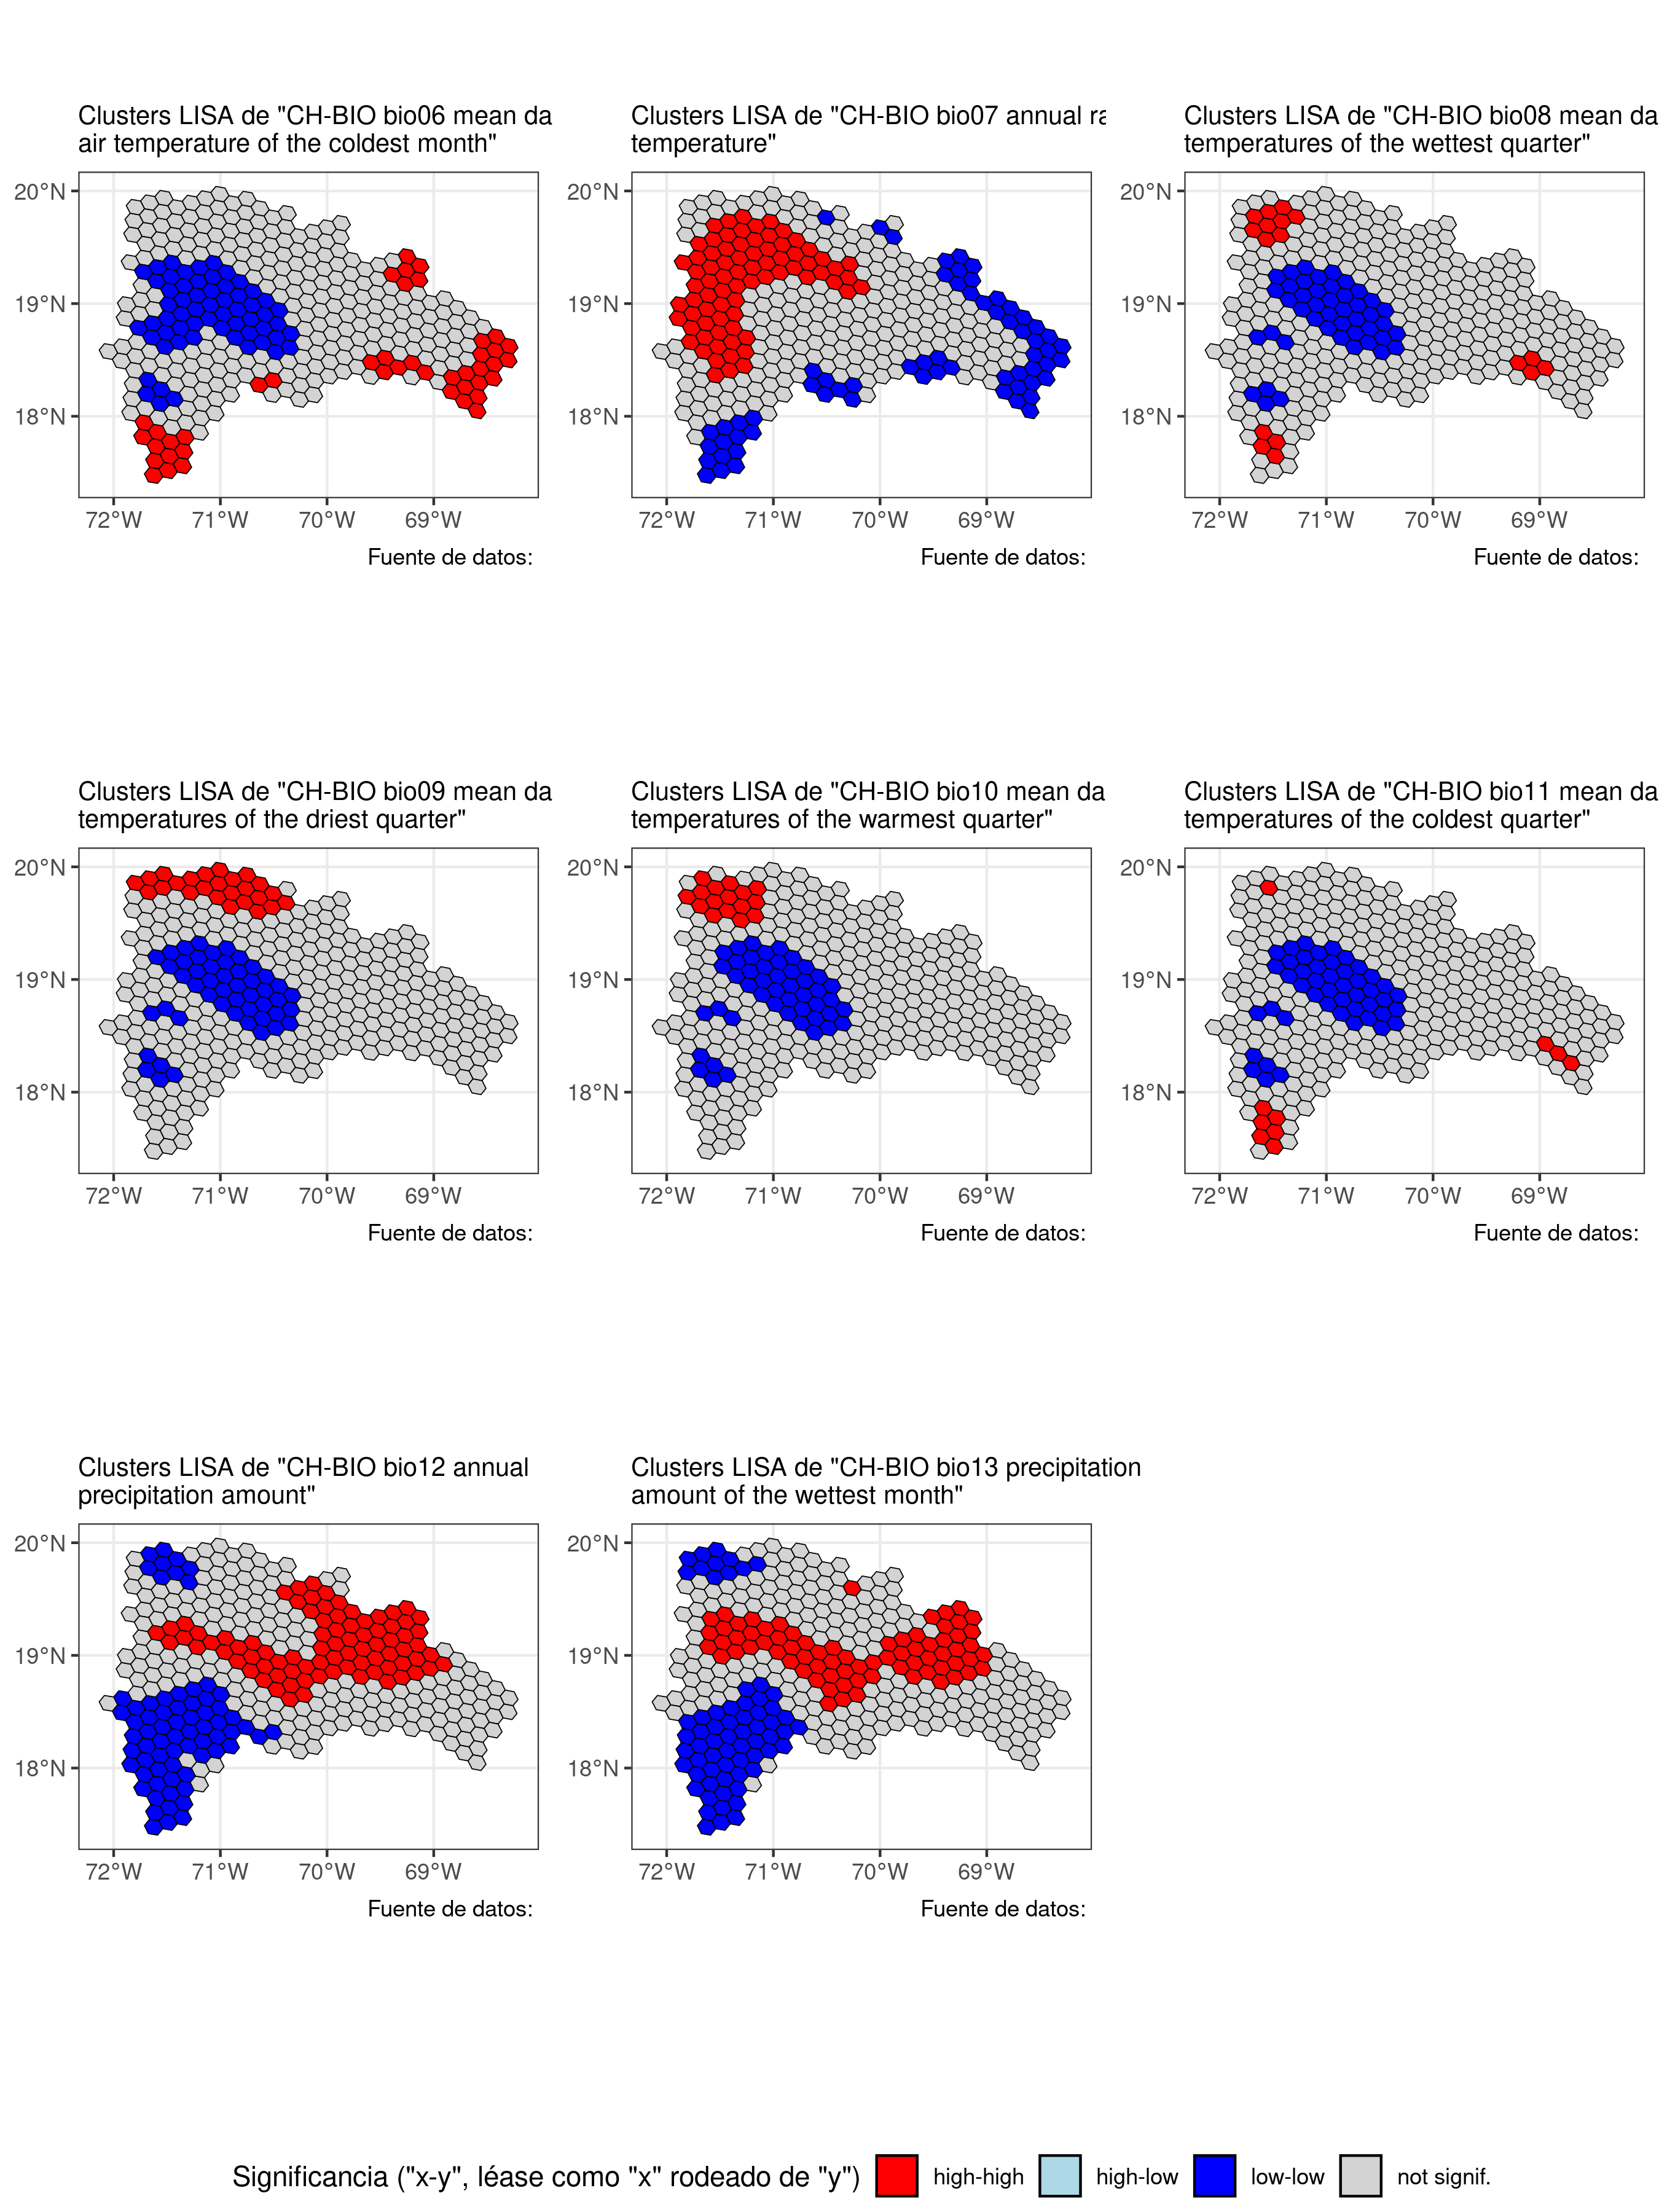 Clusters LISA de "CH-BIO bio06 mean da
air temperature of the coldest month"
20°N
19°N
18°N
72°W 71°W 70°W 69°W
Fuente de datos:
Clusters LISA de "CH-BIO bio07 annual ra
temperature"
20°N
19°N
18°N
72°W 71°W 70°W 69°W
Fuente de datos:
Clusters LISA de "CH-BIO bio08 mean da
temperatures of the wettest quarter"
20°N
19°N
18°N
72°W 71°W 70°W 69°W
Fuente de datos:
Clusters LISA de "CH-BIO bio09 mean da
temperatures of the driest quarter"
20°N
19°N
18°N
72°W 71°W 70°W 69°W
Fuente de datos:
Clusters LISA de "CH-BIO bio10 mean da
temperatures of the warmest quarter"
20°N
19°N
18°N
72°W 71°W 70°W 69°W
Fuente de datos:
Clusters LISA de "CH-BIO bio11 mean da
temperatures of the coldest quarter"
20°N
19°N
18°N
72°W 71°W 70°W 69°W
Fuente de datos:
Clusters LISA de "CH-BIO bio12 annual
precipitation amount"
20°N
19°N
18°N
72°W 71°W 70°W 69°W
Fuente de datos:
Clusters LISA de "CH-BIO bio13 precipitation
amount of the wettest month"
20°N
19°N
18°N
72°W 71°W 70°W 69°W
Fuente de datos:
Significancia ("x-y", léase como "x" rodeado de "y") high-high high-low low-low not signif.